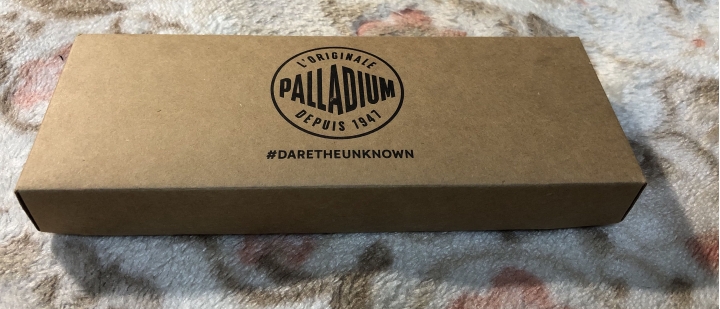 L'ORIGINALE
PALLADIUM
DEPUIS 1947
#DARETHEUNKNOWN